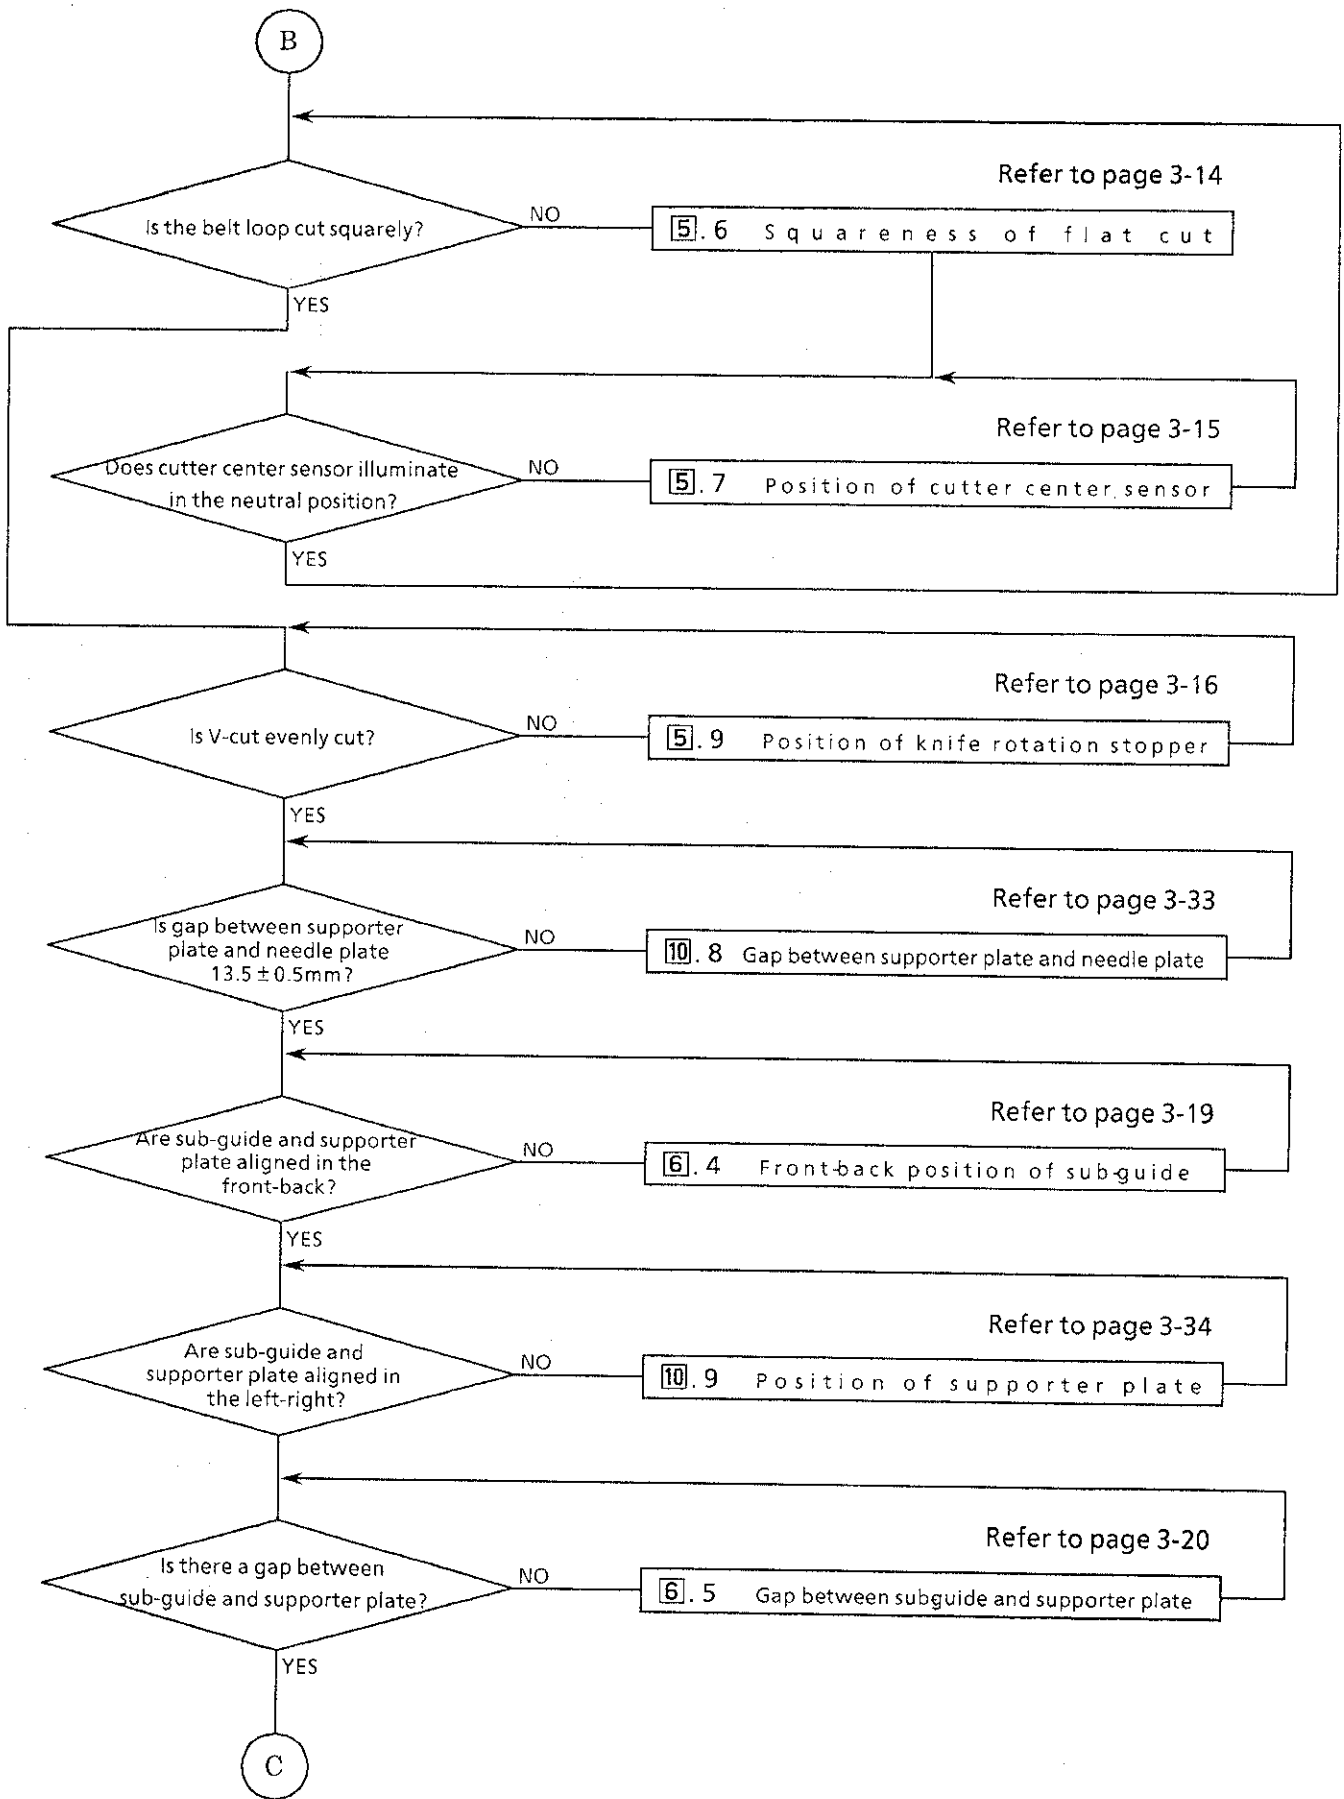 B
Refer to page 3-14
Is the belt loop cut squarely?
NO
5.6 Squareness of flat cut
YES
Refer to page 3-15
Does cutter center sensor illuminate
in the neutral position?
NO
5.7 Position of cutter center sensor
YES
Refer to page 3-16
Is V-cut evenly cut?
NO
5.9 Position of knife rotation stopper
YES
Refer to page 3-33
Is gap between supporter
plate and needle plate
13.5 ± 0.5mm?
NO
10.8 Gap between supporter plate and needle plate
YES
Refer to page 3-19
Are sub-guide and supporter
plate aligned in the
front-back?
NO
6.4 Front-back position of sub-guide
YES
Refer to page 3-34
Are sub-guide and
supporter plate aligned in
the left-right?
NO
10.9 Position of supporter plate
Refer to page 3-20
Is there a gap between
sub-guide and supporter plate?
NO
6.5 Gap between subguide and supporter plate
YES
C